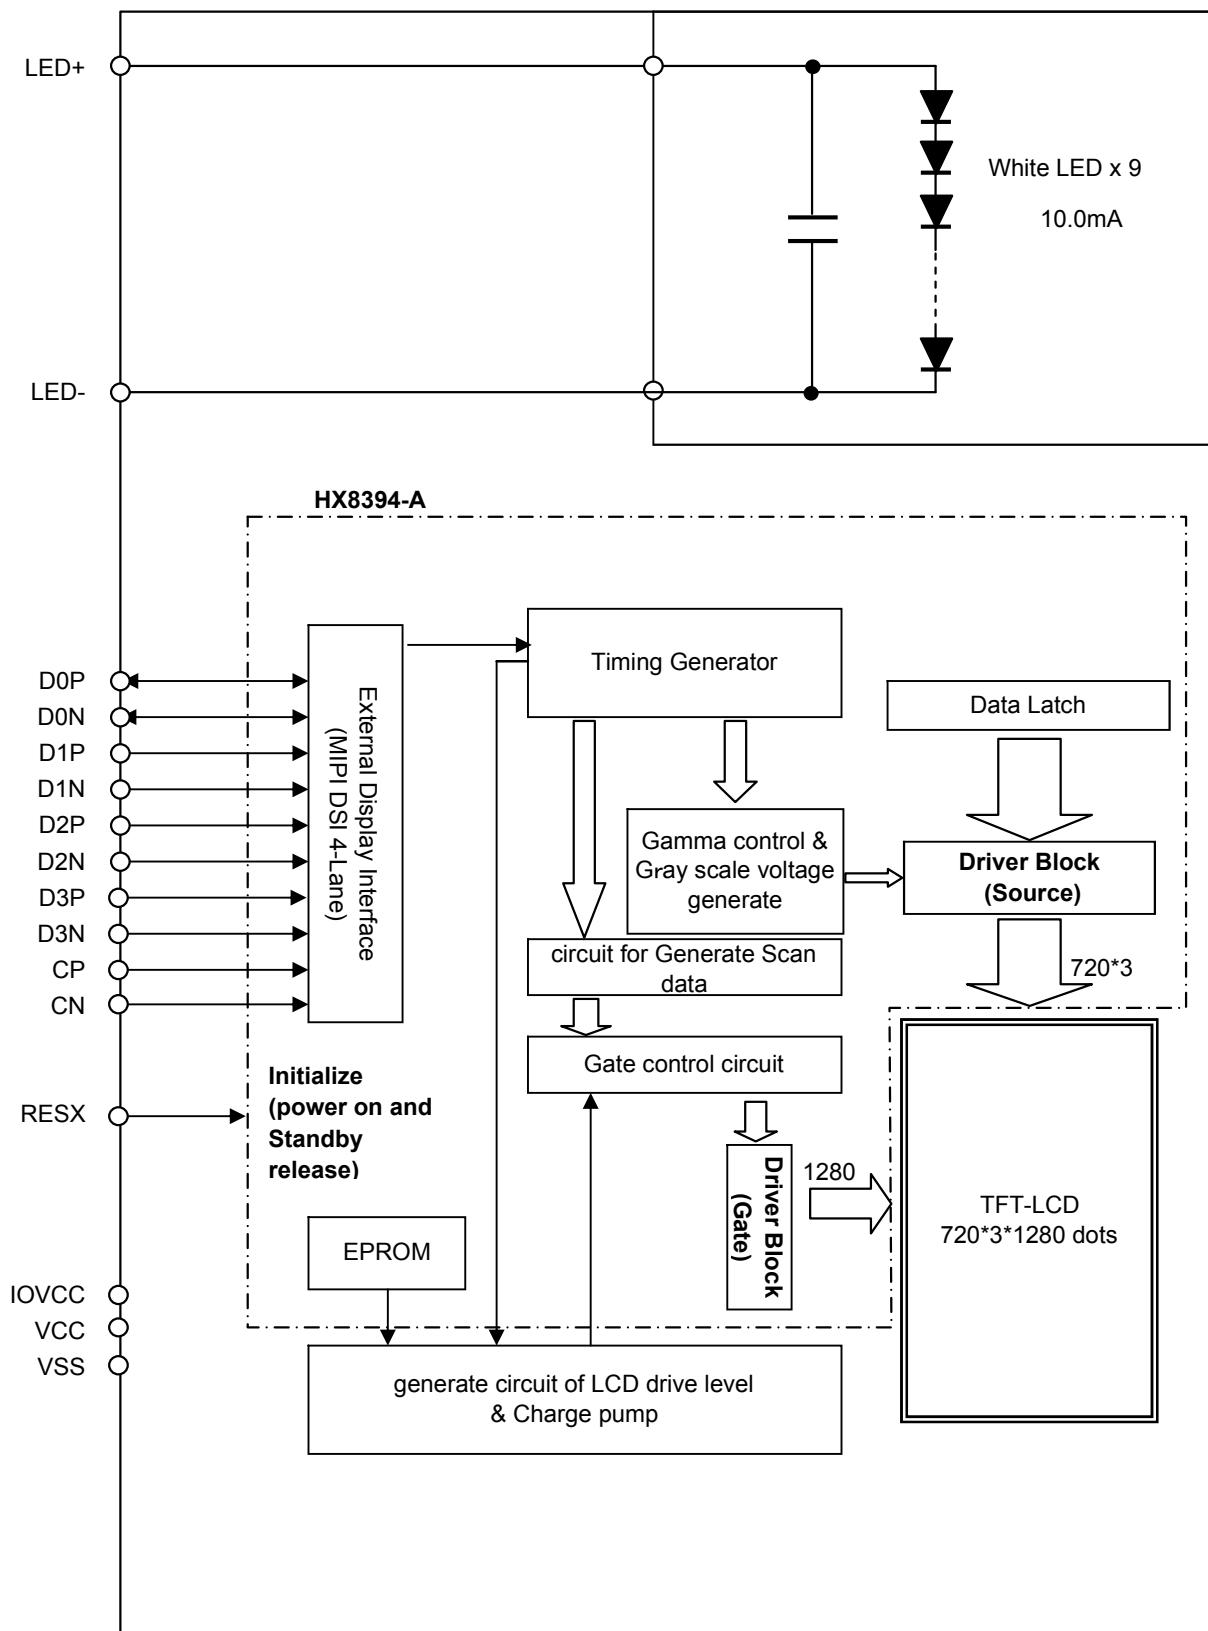 LED+
White LED x 9
10.0mA
LED-
HX8394-A
Timing Generator
External Display Interface
(MIPI DSI 4-Lane)
D0P
D0N
D1P
D1N
D2P
D2N
D3P
D3N
CP
CN
Data Latch
Gamma control &
Gray scale voltage
generate
Driver Block
(Source)
circuit for Generate Scan
data
720*3
Gate control circuit
Initialize
(power on and
Standby
release)
RESX
Driver Block
(Gate)
1280
TFT-LCD
720*3*1280 dots
EPROM
IOVCC
VCC
VSS
generate circuit of LCD drive level
& Charge pump